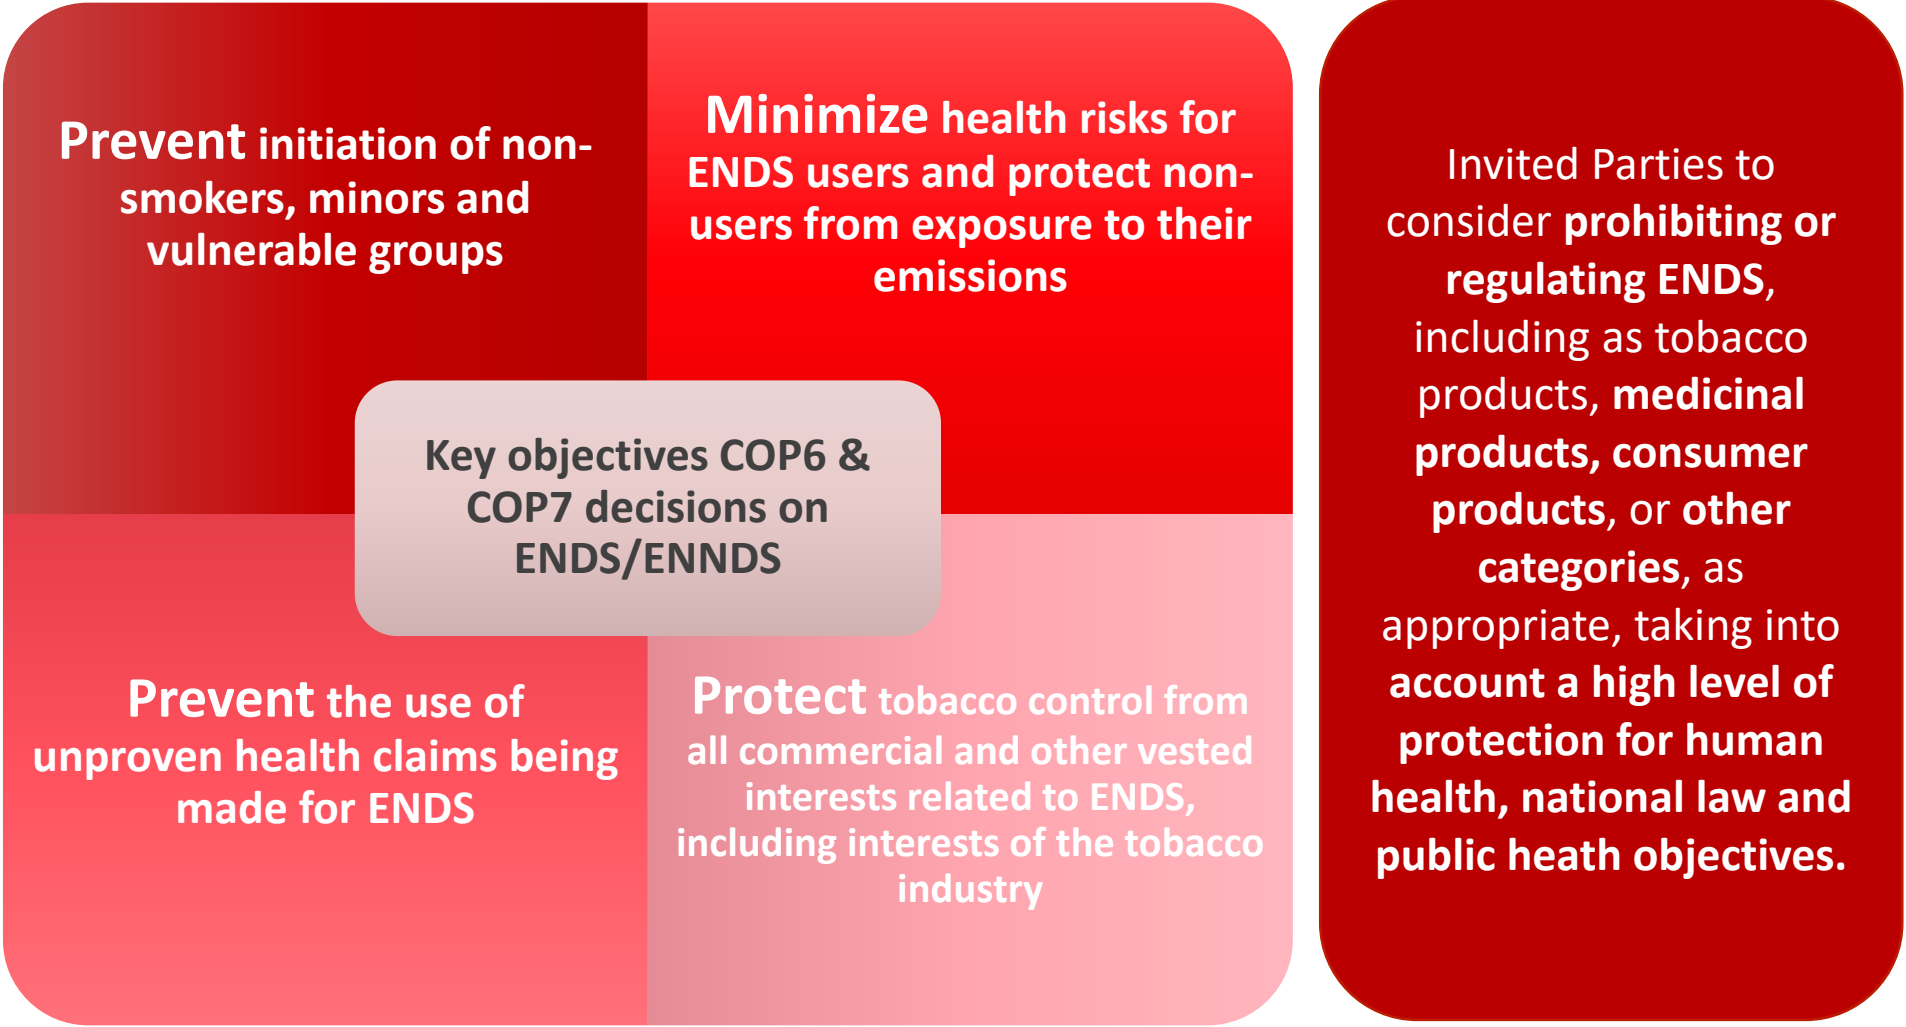 Prevent initiation of non-
smokers, minors and
vulnerable groups
Minimize health risks for
ENDS users and protect non-
users from exposure to their
emissions
Key objectives COP6 &
COP7 decisions on
ENDS/ENNDS
Prevent the use of
unproven health claims being
made for ENDS
Protect tobacco control from
all commercial and other vested
interests related to ENDS,
including interests of the tobacco
industry
Invited Parties to
consider prohibiting or
regulating ENDS,
including as tobacco
products, medicinal
products, consumer
products, or other
categories, as
appropriate, taking into
account a high level of
protection for human
health, national law and
public heath objectives.